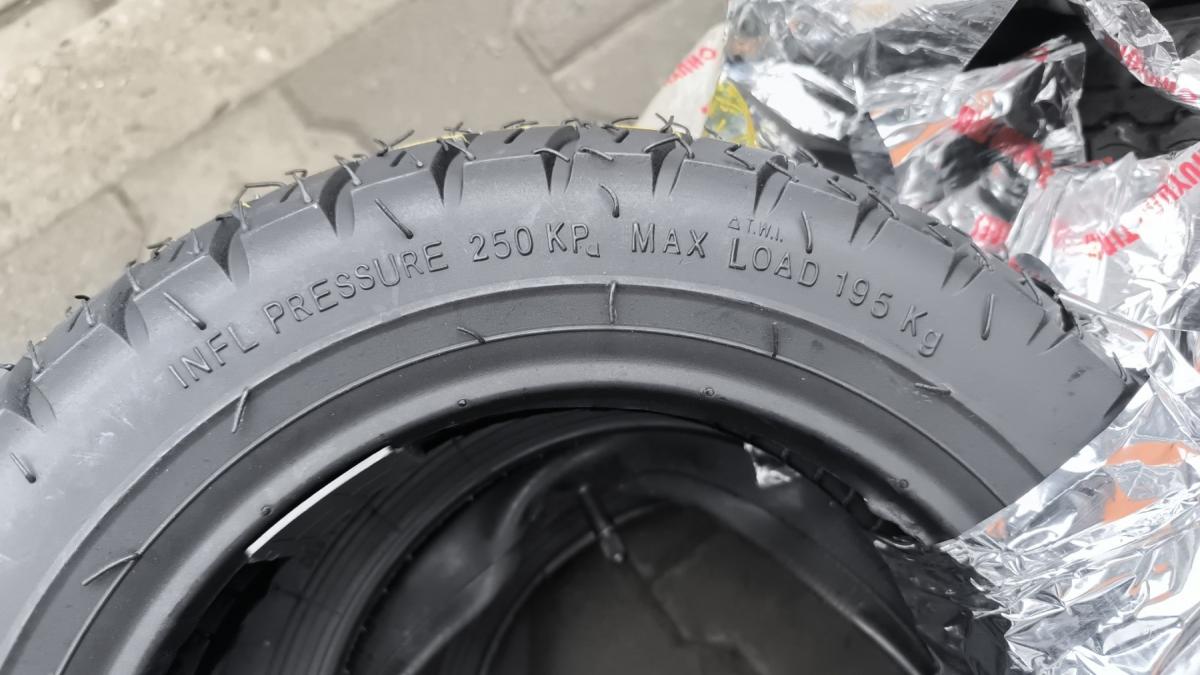 INFL PRESSURE 250 KPa MAX LOAD 195 Kg
△T.W.I.